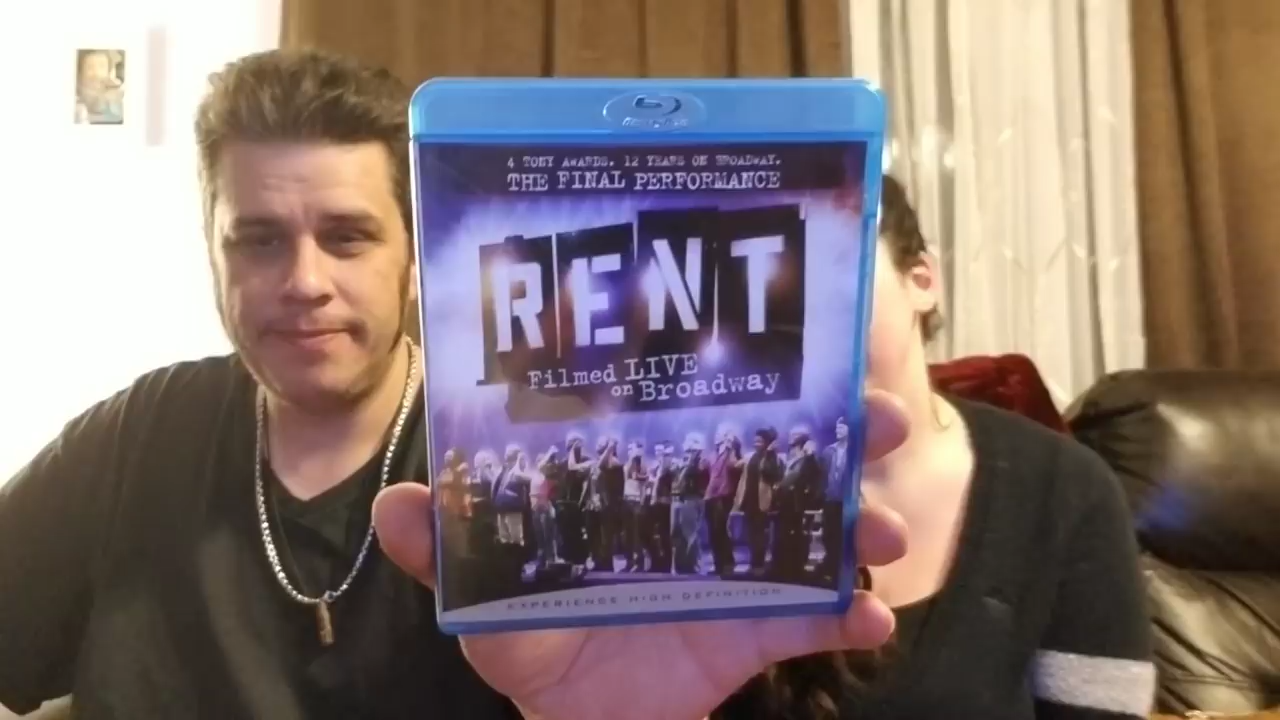 4 TONY AWARDS. 12 YEARS ON BROADWAY.
THE FINAL PERFORMANCE
RENT
Filmed LIVE
on Broadway
EXPERIENCE HIGH DEFINITION